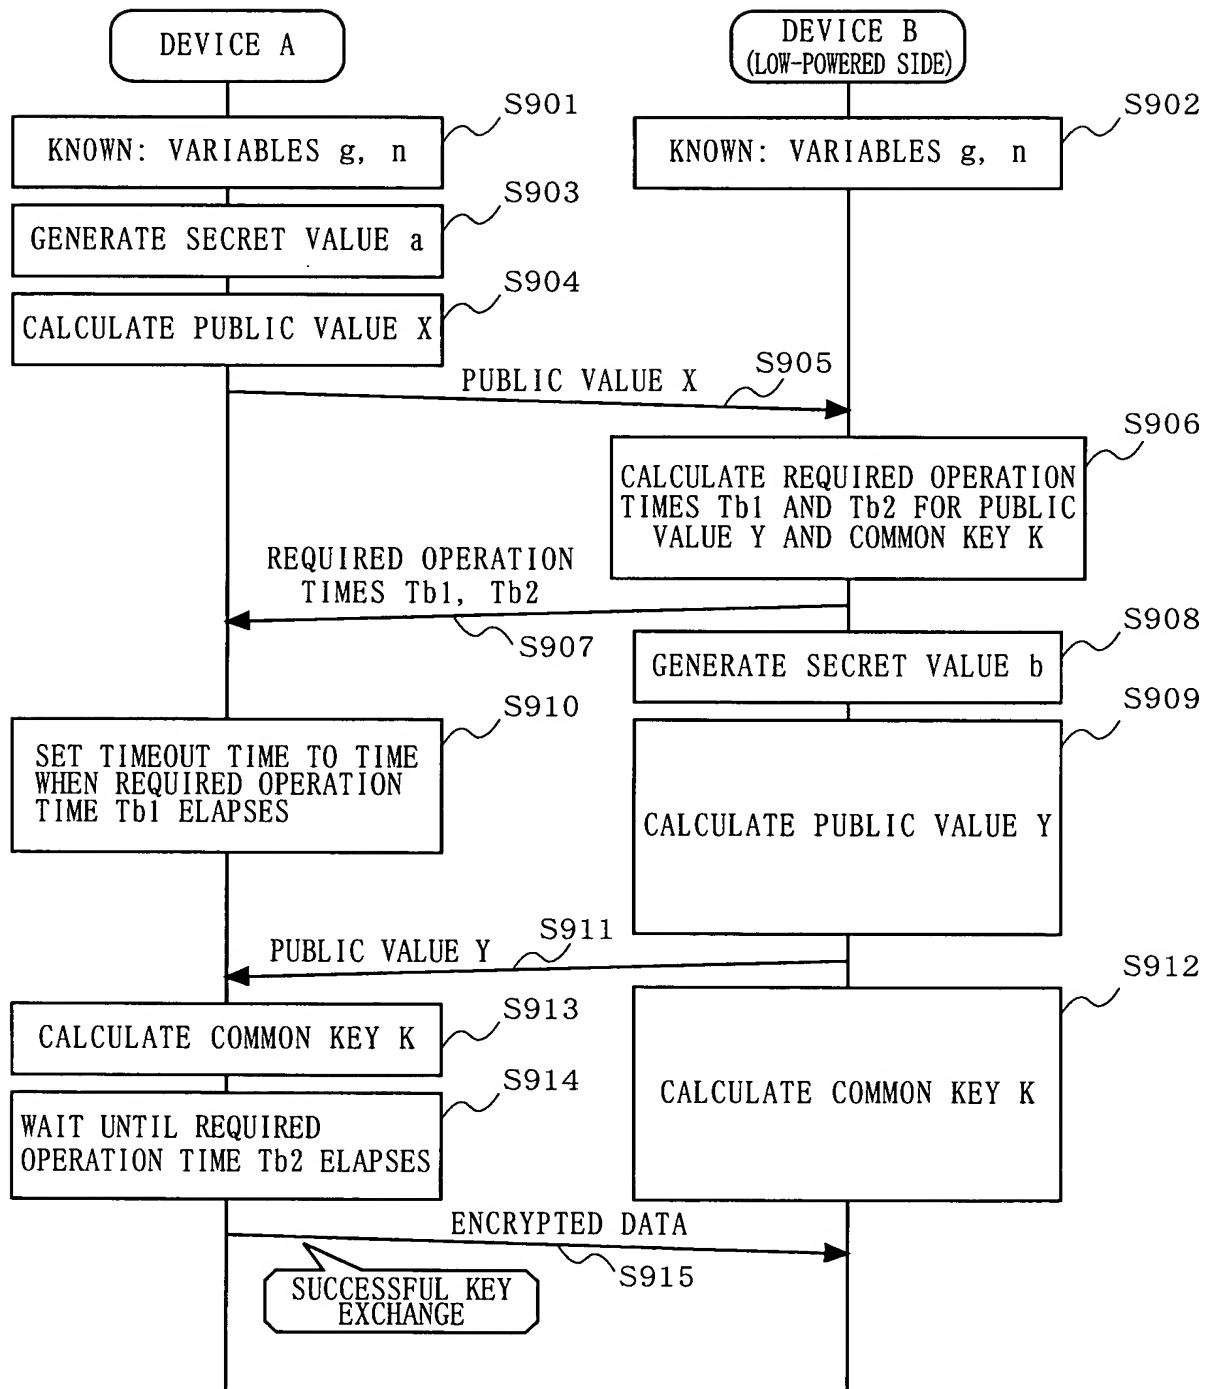 DEVICE A
DEVICE B
(LOW-POWERED SIDE)
S901
S902
KNOWN: VARIABLES g, n
KNOWN: VARIABLES g, n
S903
GENERATE SECRET VALUE a
S904
CALCULATE PUBLIC VALUE X
S905
PUBLIC VALUE X
S906
CALCULATE REQUIRED OPERATION
TIMES Tb1 AND Tb2 FOR PUBLIC
VALUE Y AND COMMON KEY K
REQUIRED OPERATION
TIMES Tb1, Tb2
S907
S908
GENERATE SECRET VALUE b
S909
CALCULATE PUBLIC VALUE Y
S910
SET TIMEOUT TIME TO TIME
WHEN REQUIRED OPERATION
TIME Tb1 ELAPSES
S911
PUBLIC VALUE Y
S912
CALCULATE COMMON KEY K
S913
CALCULATE COMMON KEY K
S914
WAIT UNTIL REQUIRED
OPERATION TIME Tb2 ELAPSES
ENCRYPTED DATA
S915
SUCCESSFUL KEY
EXCHANGE